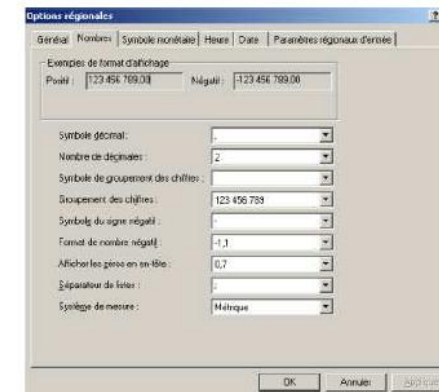 Options régionales
Général Nombres Symbole monétaire Heure Date Paramètres régionaux d'entrée
Exemples de format d'affichage
Positif : 123 456 789,00 Négatif : -123 456 789,00
Symbole décimal :
Nombre de décimales : 2
Symbole de groupement des chiffres :
Groupement des chiffres : 123 456 789
Symbole du signe négatif : -
Format de nombre négatif : -1,1
Afficher les zéros en en-tête : 0,7
Séparateur de listes : ;
Système de mesure : Métrique
OK Annuler Appliquer